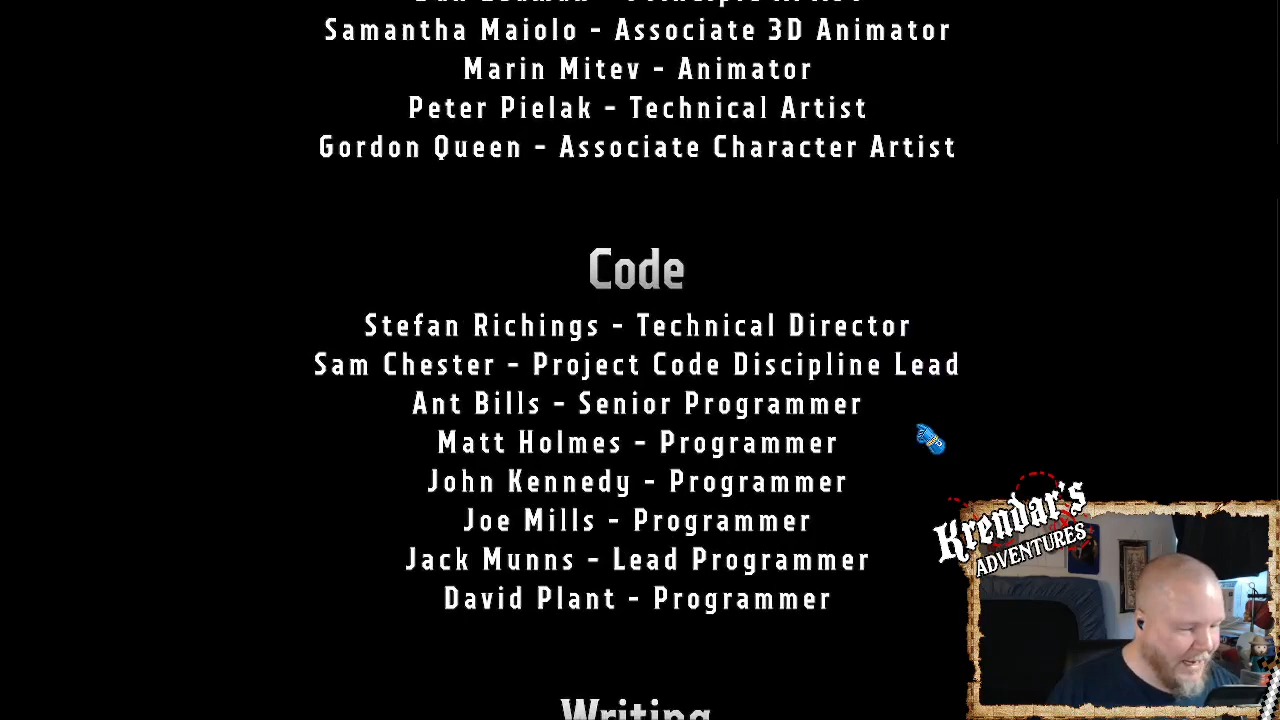 Samantha Maiolo - Associate 3D Animator
Marin Mitev - Animator
Peter Pielak - Technical Artist
Gordon Queen - Associate Character Artist
Code
Stefan Richings - Technical Director
Sam Chester - Project Code Discipline Lead
Ant Bills - Senior Programmer
Matt Holmes - Programmer
John Kennedy - Programmer
Joe Mills - Programmer
Jack Munns - Lead Programmer
David Plant - Programmer
Krendar's
ADVENTURES
Writing